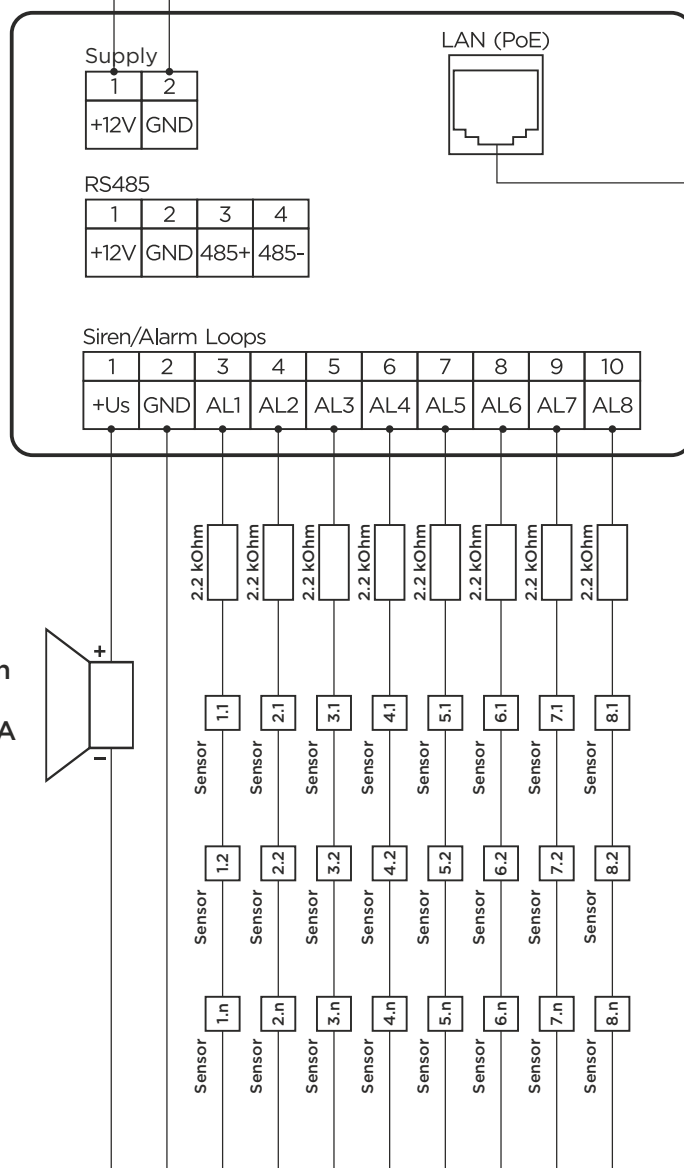 Supply
LAN (PoE)
1 2
+12V GND
RS485
1 2 3 4
+12V GND 485+ 485-
Siren/Alarm Loops
1 2 3 4 5 6 7 8 9 10
+Us GND AL1 AL2 AL3 AL4 AL5 AL6 AL7 AL8
2.2 kOhm 2.2 kOhm 2.2 kOhm 2.2 kOhm 2.2 kOhm 2.2 kOhm 2.2 kOhm 2.2 kOhm
+
n
A
–
1.1 2.1 3.1 4.1 5.1 6.1 7.1 8.1
Sensor Sensor Sensor Sensor Sensor Sensor Sensor Sensor
1.2 2.2 3.2 4.2 5.2 6.2 7.2 8.2
Sensor Sensor Sensor Sensor Sensor Sensor Sensor Sensor
1.n 2.n 3.n 4.n 5.n 6.n 7.n 8.n
Sensor Sensor Sensor Sensor Sensor Sensor Sensor Sensor